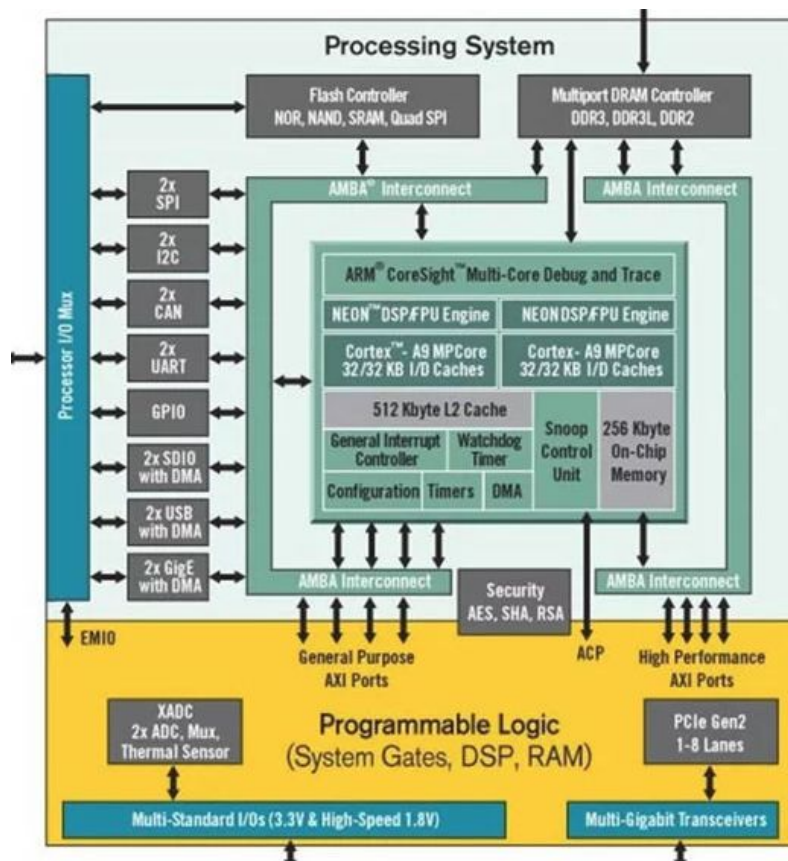 Processing System
Flash Controller
NOR, NAND, SRAM, Quad SPI
Multiport DRAM Controller
DDR3, DDR3L, DDR2
AMBA® Interconnect
AMBA Interconnect
Processor I/O Mux
2x
SPI
2x
I2C
2x
CAN
2x
UART
GPIO
2x SDIO
with DMA
2x USB
with DMA
2x GigE
with DMA
ARM® CoreSight™ Multi-Core Debug and Trace
NEON™ DSP/FPU Engine
NEON DSP/FPU Engine
Cortex™- A9 MPCore
32/32 KB I/D Caches
Cortex- A9 MPCore
32/32 KB I/D Caches
512 Kbyte L2 Cache
General Interrupt
Controller
Watchdog
Timer
Configuration
Timers
DMA
Snoop
Control
Unit
256 Kbyte
On-Chip
Memory
AMBA Interconnect
AMBA Interconnect
Security
AES, SHA, RSA
EMIO
General Purpose
AXI Ports
ACP
High Performance
AXI Ports
XADC
2x ADC, Mux,
Thermal Sensor
Programmable Logic
(System Gates, DSP, RAM)
PCIe Gen2
1-8 Lanes
Multi-Standard I/Os (3.3V & High-Speed 1.8V)
Multi-Gigabit Transceivers